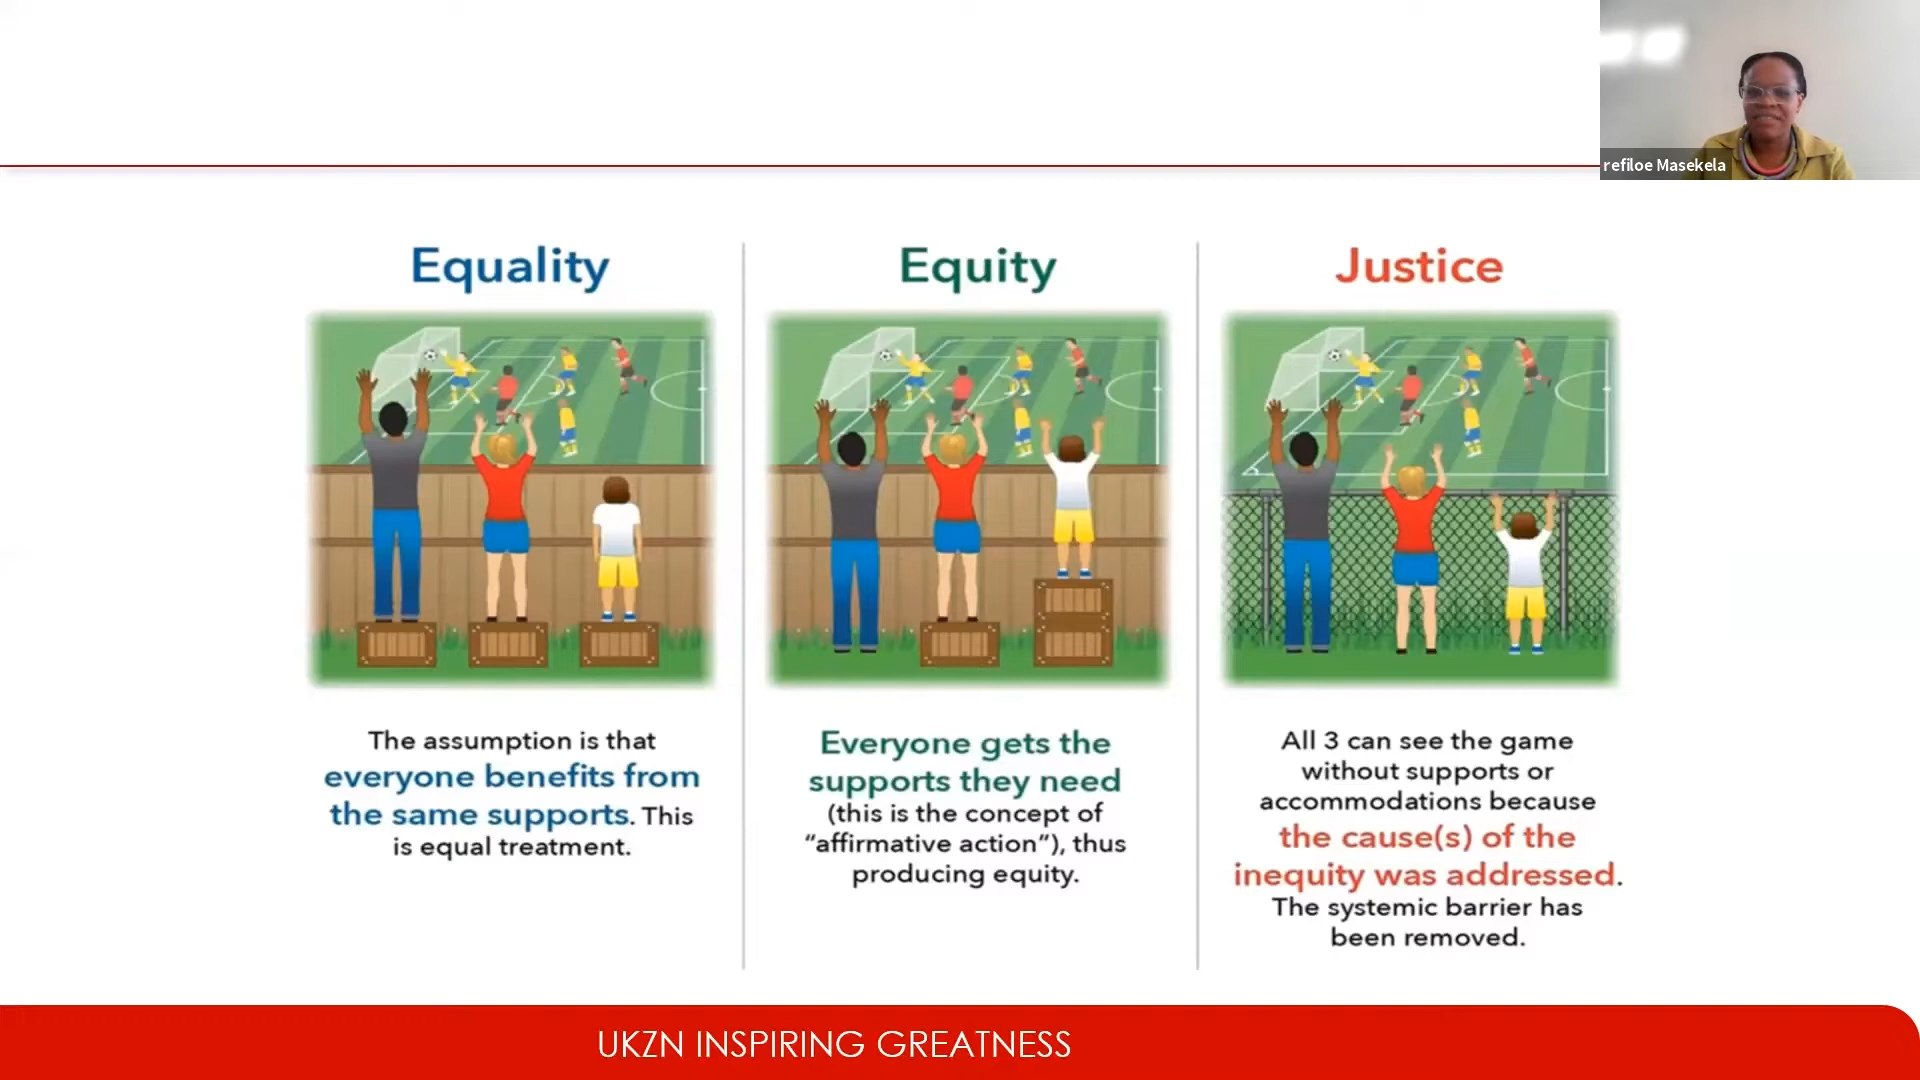 refiloe Masekela
Equality
Equity
Justice
The assumption is that
everyone benefits from
the same supports. This
is equal treatment.
Everyone gets the
supports they need
(this is the concept of
“affirmative action”), thus
producing equity.
All 3 can see the game
without supports or
accommodations because
the cause(s) of the
inequity was addressed.
The systemic barrier has
been removed.
UKZN INSPIRING GREATNESS